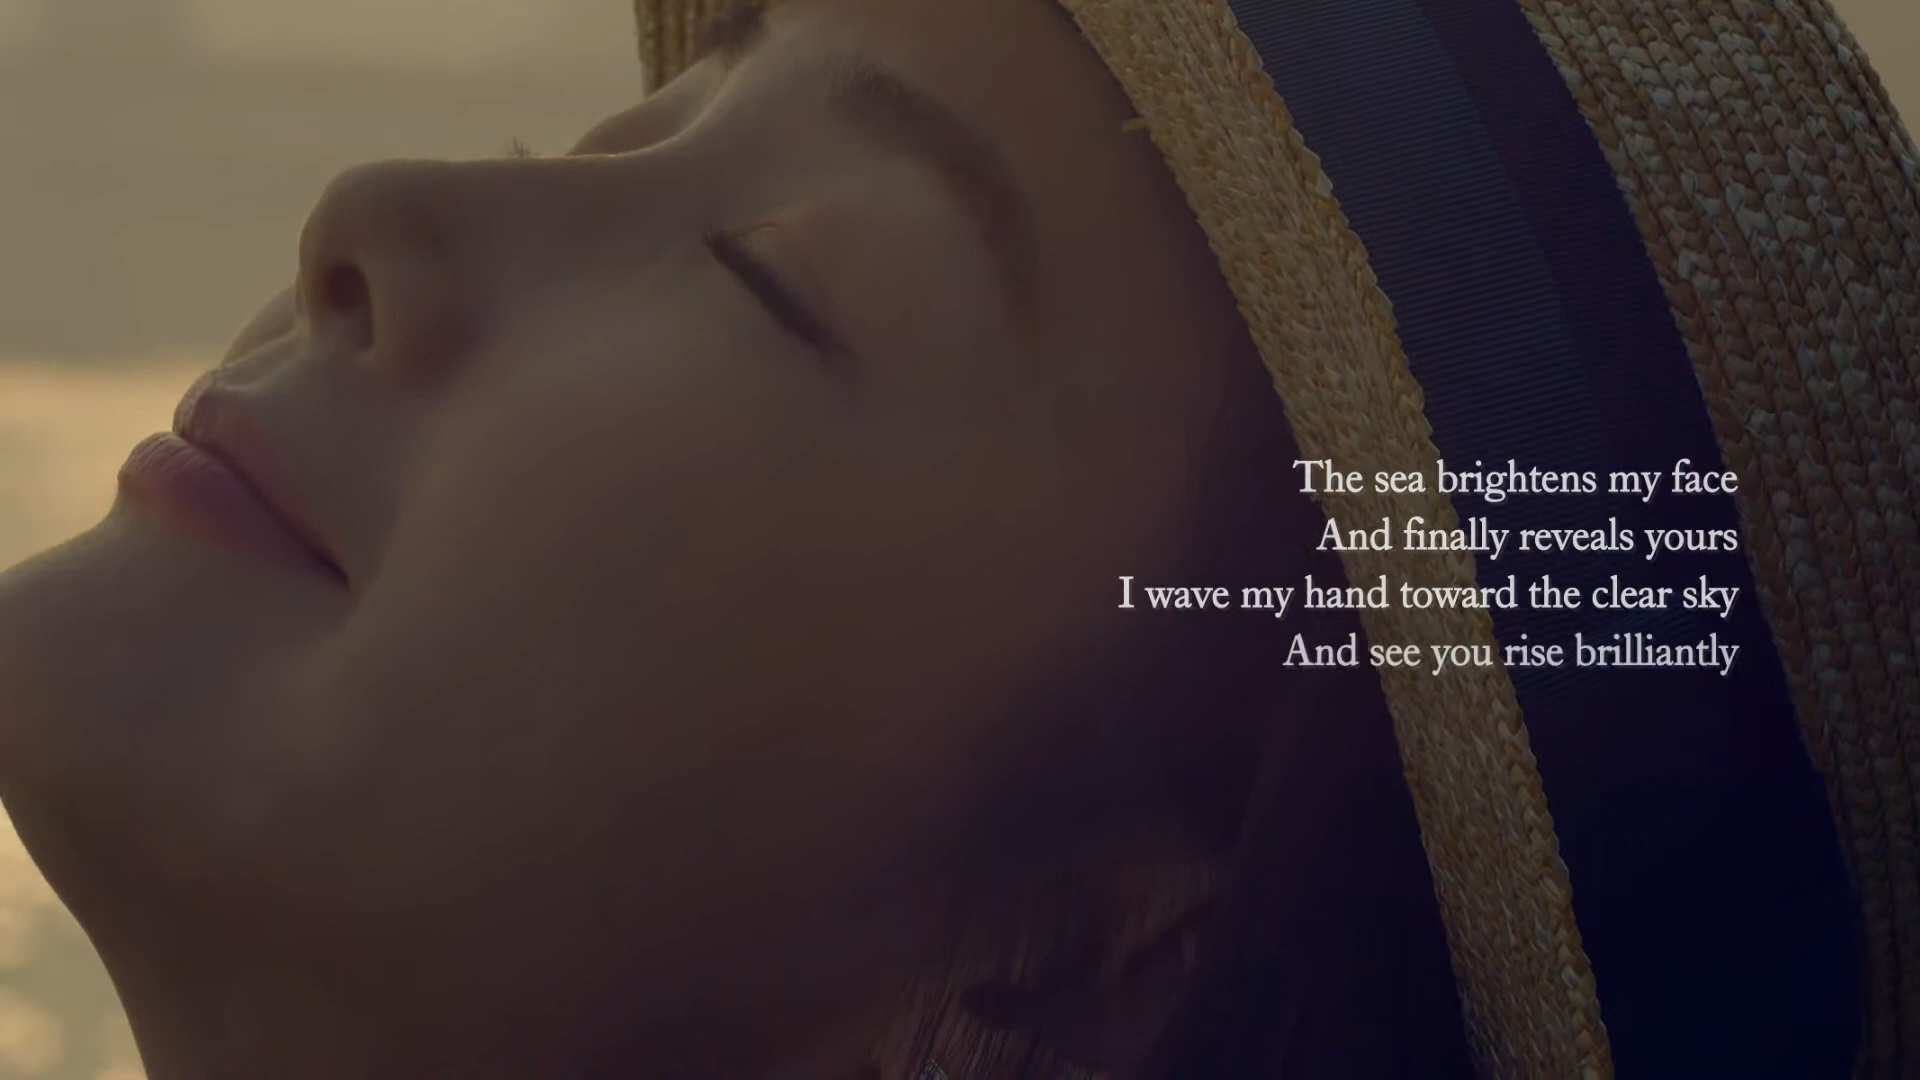 The sea brightens my face
And finally reveals yours
I wave my hand toward the clear sky
And see you rise brilliantly